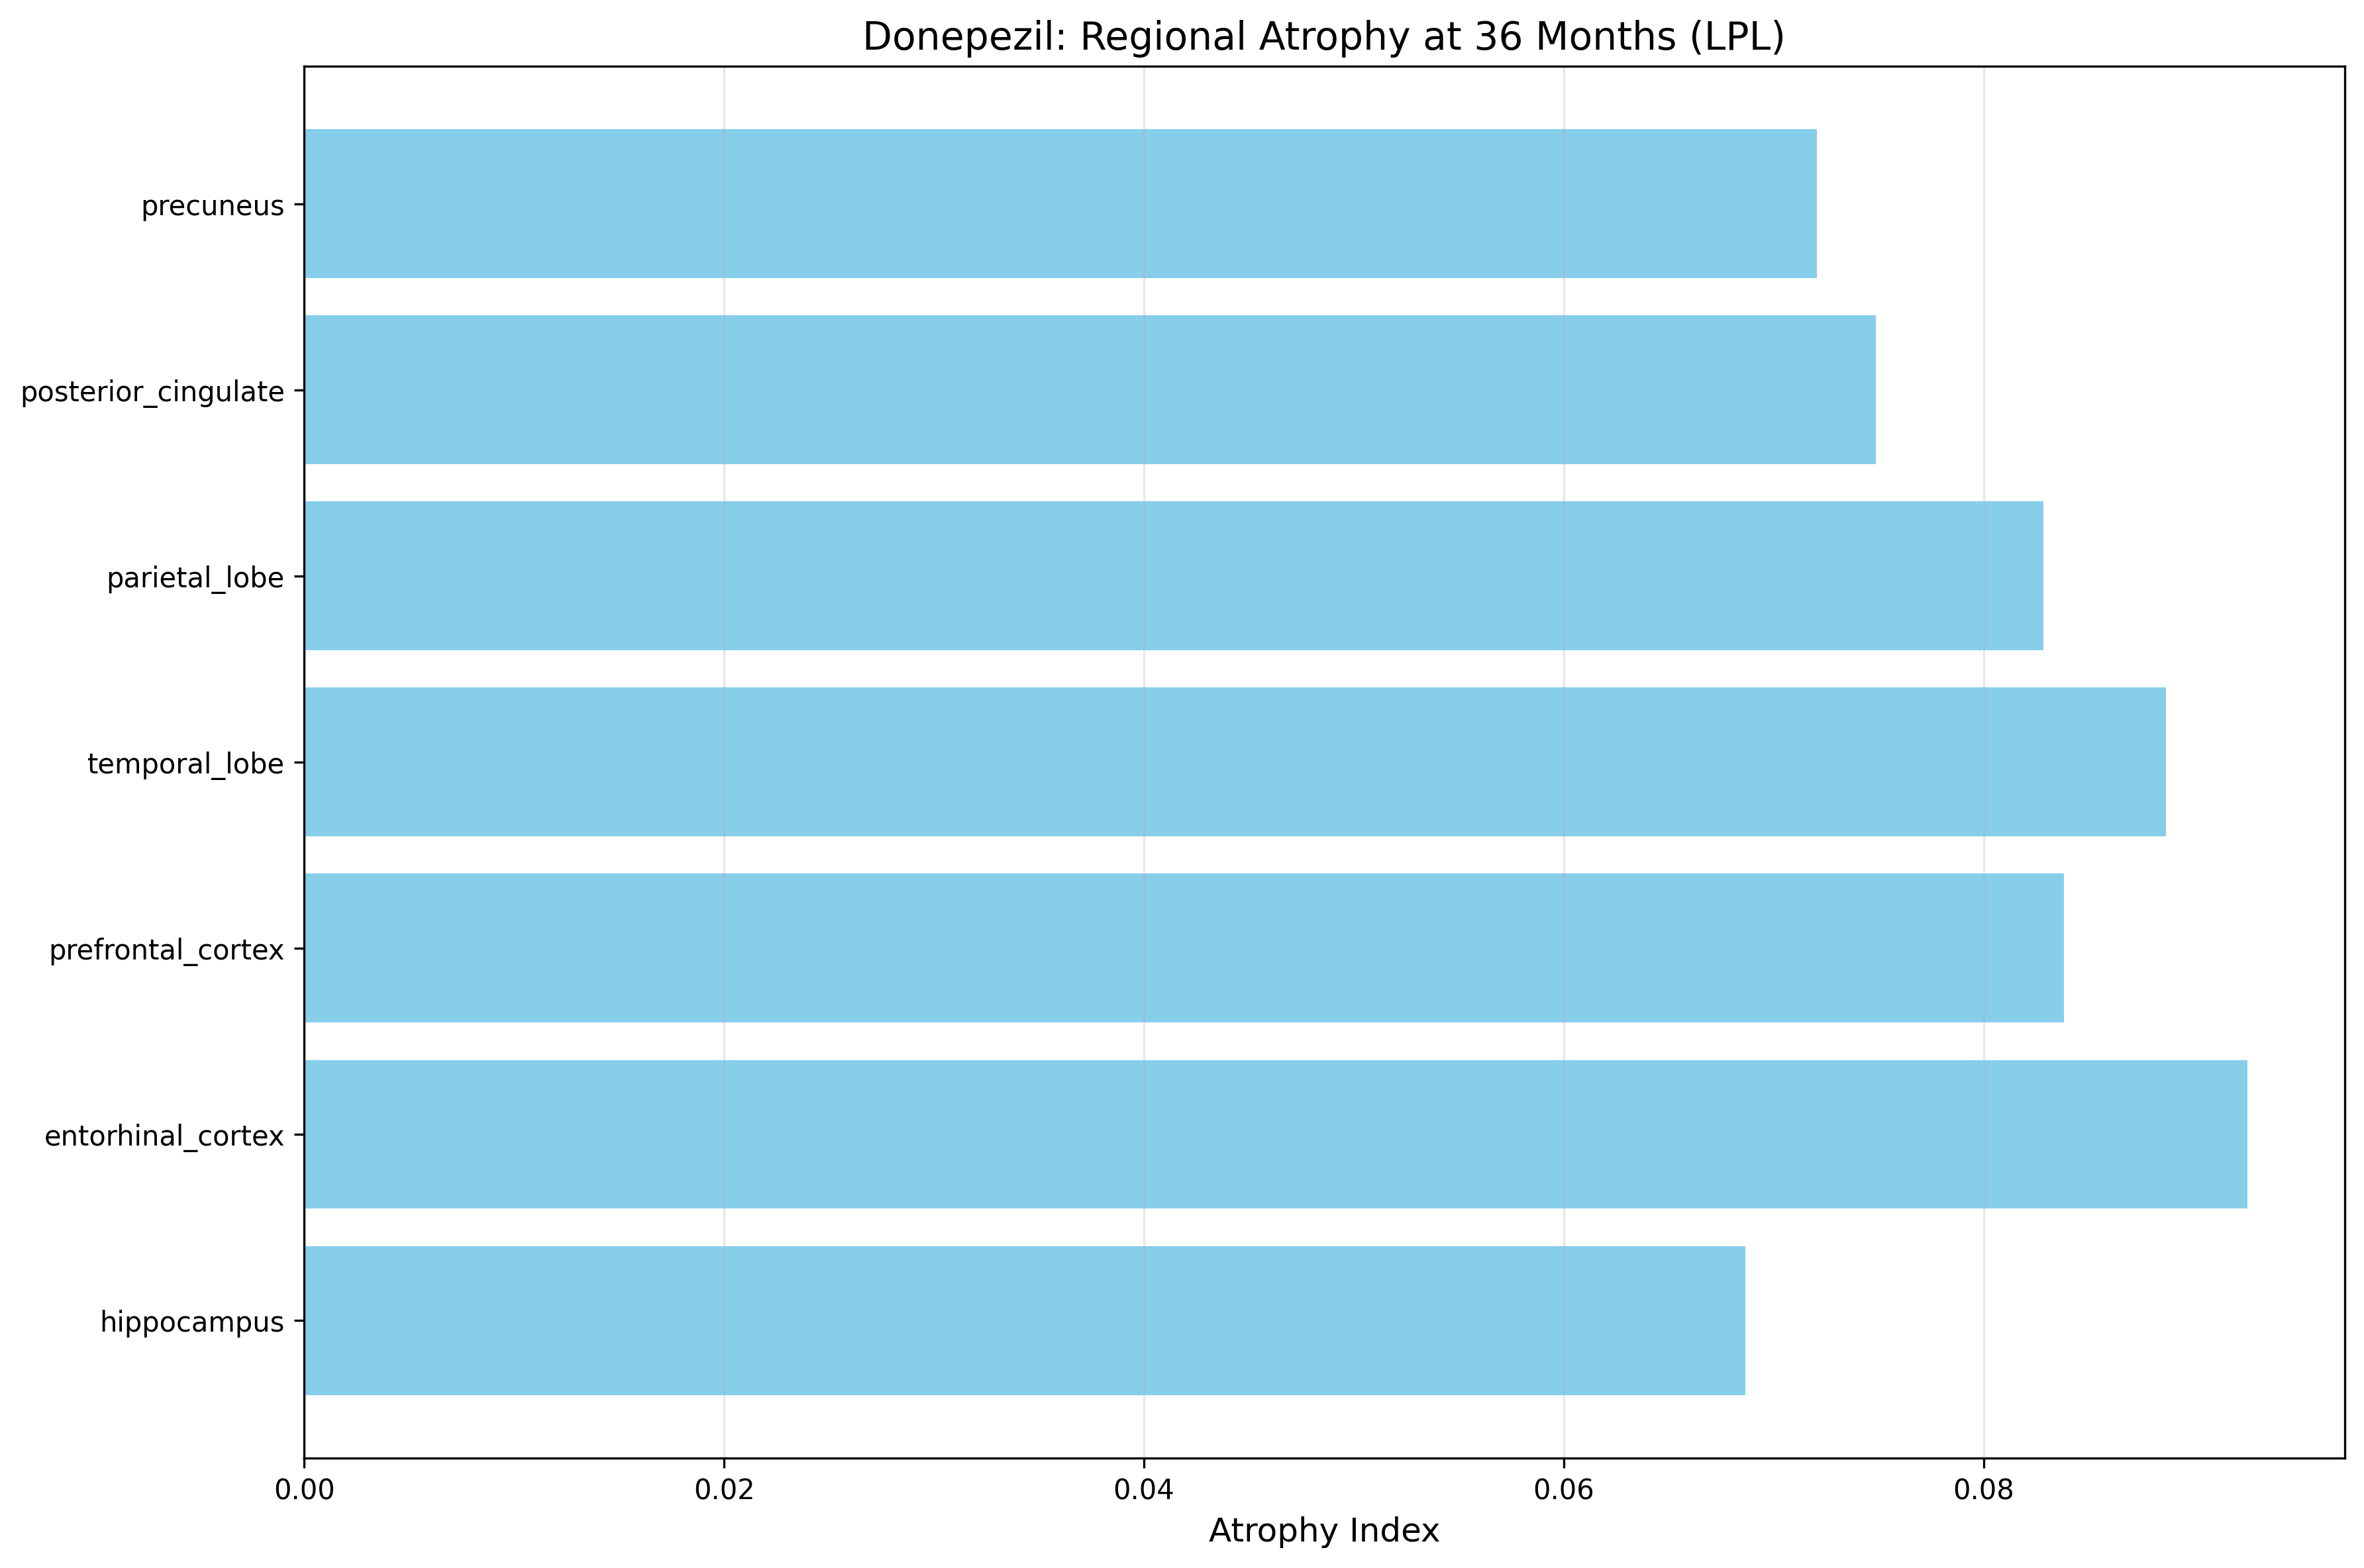 Donepezil: Regional Atrophy at 36 Months (LPL)
precuneus
posterior_cingulate
parietal_lobe
temporal_lobe
prefrontal_cortex
entorhinal_cortex
hippocampus
0.00 0.02 0.04 0.06 0.08
Atrophy Index